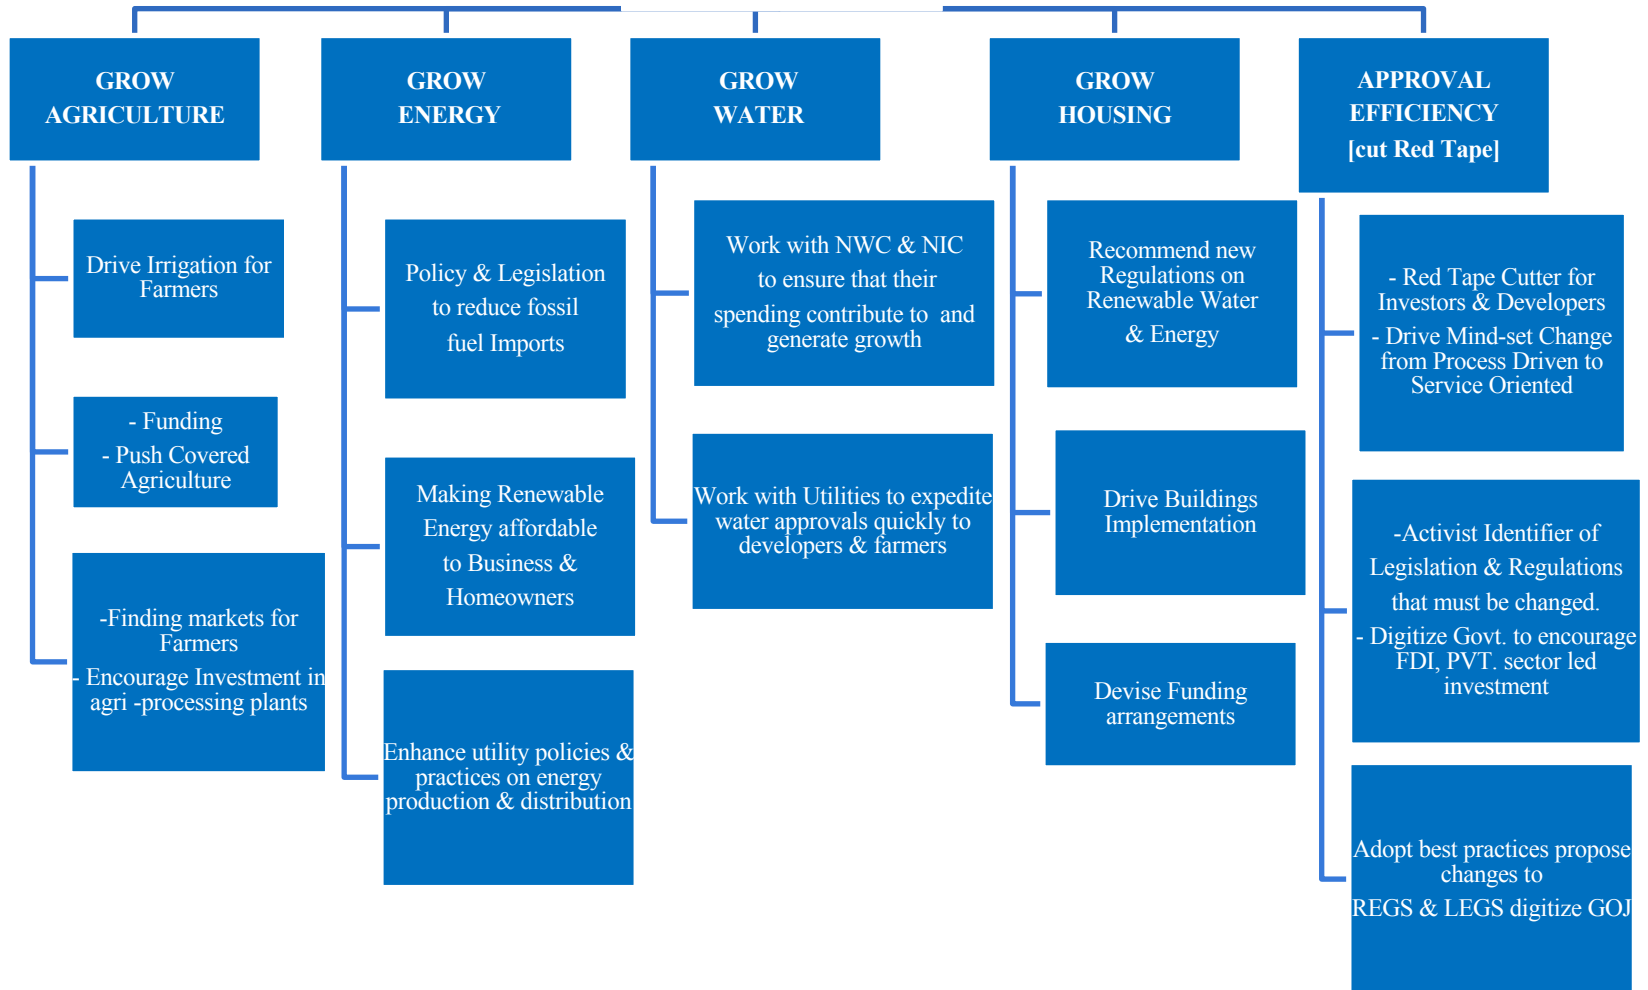 GROW
AGRICULTURE
Drive Irrigation for
Farmers
- Funding
- Push Covered
Agriculture
-Finding markets for
Farmers
- Encourage Investment in
agri -processing plants
GROW
ENERGY
Policy & Legislation
to reduce fossil
fuel Imports
Making Renewable
Energy affordable
to Business &
Homeowners
Enhance utility policies &
practices on energy
production & distribution
GROW
WATER
Work with NWC & NIC
to ensure that their
spending contribute to and
generate growth
Work with Utilities to expedite
water approvals quickly to
developers & farmers
GROW
HOUSING
Recommend new
Regulations on
Renewable Water
& Energy
Drive Buildings
Implementation
Devise Funding
arrangements
APPROVAL
EFFICIENCY
[cut Red Tape]
- Red Tape Cutter for
Investors & Developers
- Drive Mind-set Change
from Process Driven to
Service Oriented
-Activist Identifier of
Legislation & Regulations
that must be changed.
- Digitize Govt. to encourage
FDI, PVT. sector led
investment
Adopt best practices propose
changes to
REGS & LEGS digitize GOJ